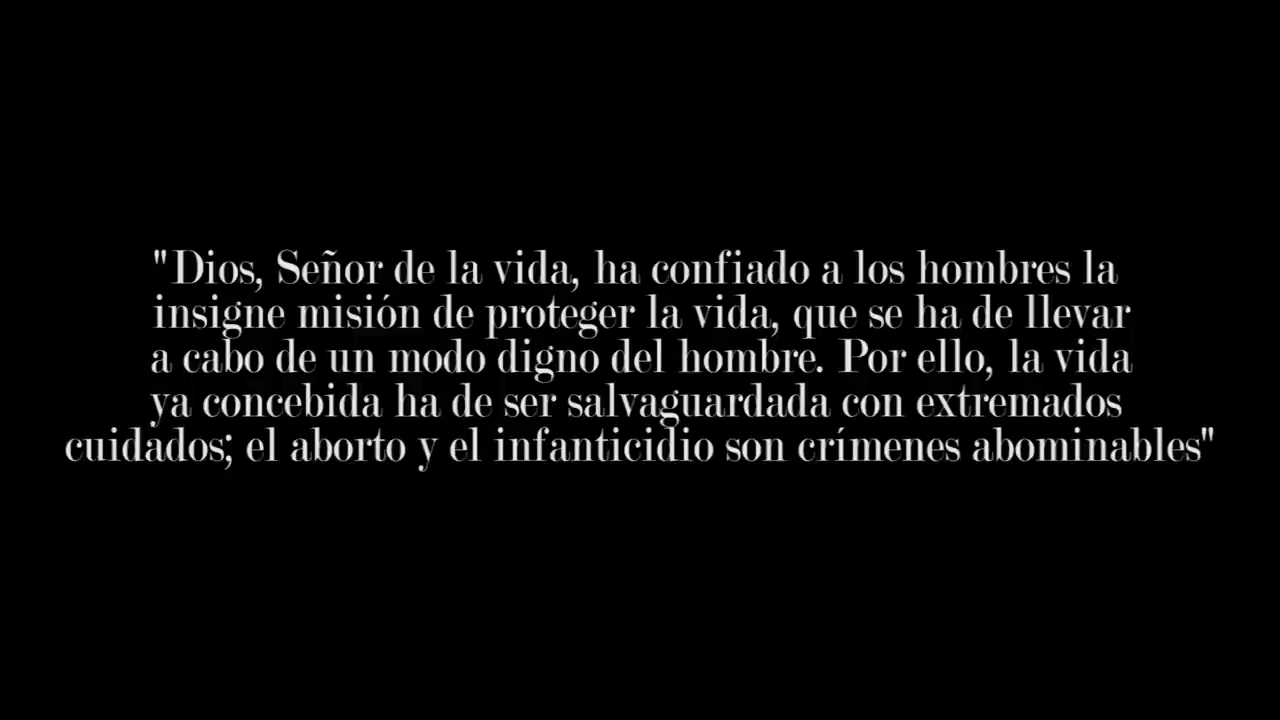 "Dios, Señor de la vida, ha confiado a los hombres la
insigne misión de proteger la vida, que se ha de llevar
a cabo de un modo digno del hombre. Por ello, la vida
ya concebida ha de ser salvaguardada con extremados
cuidados; el aborto y el infanticidio son crímenes abominables"